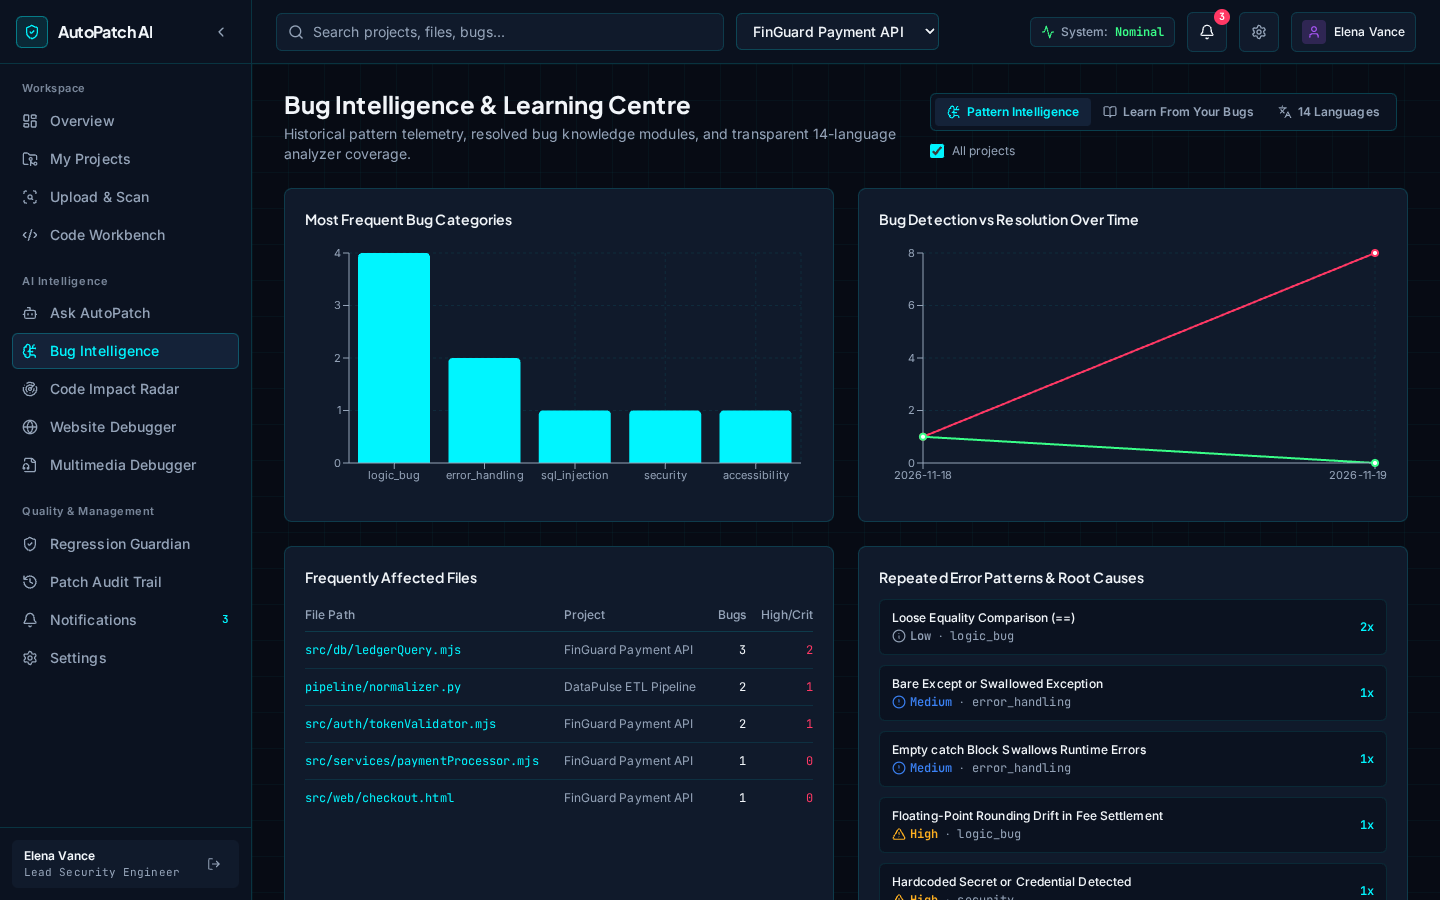 AutoPatch AI
Search projects, files, bugs...
FinGuard Payment API
System: Nominal
3
Elena Vance
Workspace
Overview
My Projects
Upload & Scan
Code Workbench
AI Intelligence
Ask AutoPatch
Bug Intelligence
Code Impact Radar
Website Debugger
Multimedia Debugger
Quality & Management
Regression Guardian
Patch Audit Trail
Notifications 3
Settings
Elena Vance
Lead Security Engineer
Bug Intelligence & Learning Centre
Historical pattern telemetry, resolved bug knowledge modules, and transparent 14-language
analyzer coverage.
Pattern Intelligence
Learn From Your Bugs
14 Languages
All projects
Most Frequent Bug Categories
4
3
2
1
0
logic_bug error_handling sql_injection security accessibility
Bug Detection vs Resolution Over Time
8
6
4
2
0
2026-11-18 2026-11-19
Frequently Affected Files
File Path Project Bugs High/Crit
src/db/ledgerQuery.mjs FinGuard Payment API 3 2
pipeline/normalizer.py DataPulse ETL Pipeline 2 1
src/auth/tokenValidator.mjs FinGuard Payment API 2 1
src/services/paymentProcessor.mjs FinGuard Payment API 1 0
src/web/checkout.html FinGuard Payment API 1 0
Repeated Error Patterns & Root Causes
Loose Equality Comparison (==)
Low · logic_bug
2x
Bare Except or Swallowed Exception
Medium · error_handling
1x
Empty catch Block Swallows Runtime Errors
Medium · error_handling
1x
Floating-Point Rounding Drift in Fee Settlement
High · logic_bug
1x
Hardcoded Secret or Credential Detected
High · security
1x